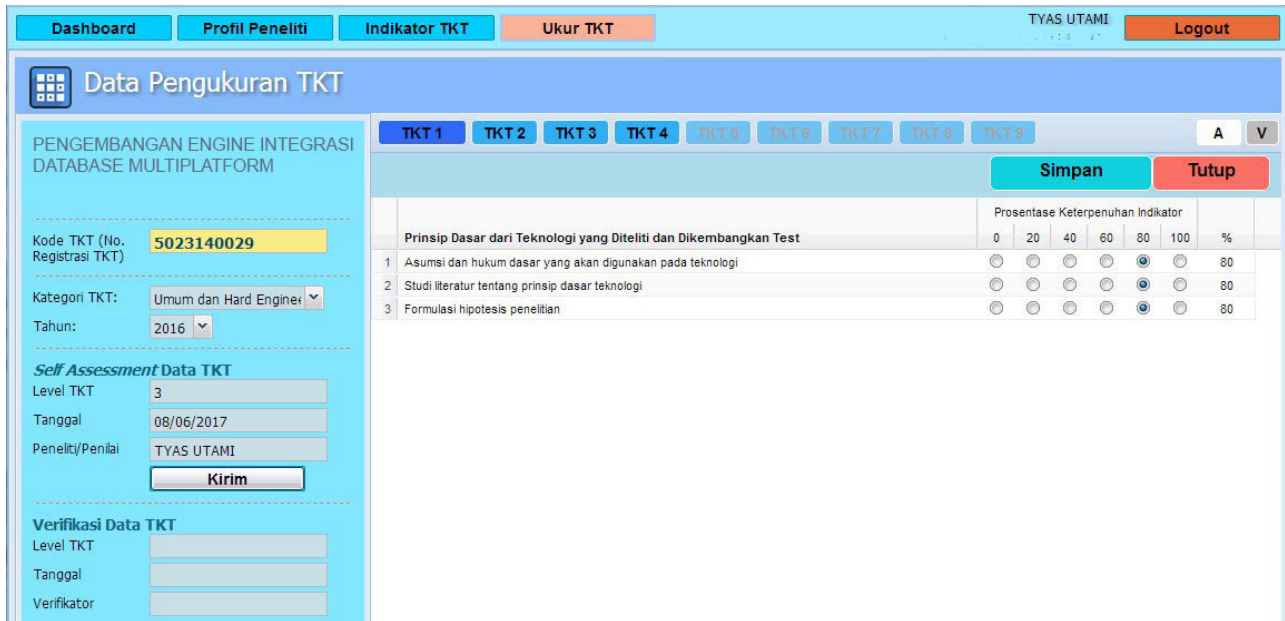 Dashboard Profil Peneliti Indikator TKT Ukur TKT TYAS UTAMI Logout
Data Pengukuran TKT
PENGEMBANGAN ENGINE INTEGRASI
DATABASE MULTIPLATFORM
Kode TKT (No.
Registrasi TKT) 5023140029
Kategori TKT: Umum dan Hard Enginee
Tahun: 2016
Self Assessment Data TKT
Level TKT 3
Tanggal 08/06/2017
Peneliti/Penilai TYAS UTAMI
Kirim
Verifikasi Data TKT
Level TKT
Tanggal
Verifikator
TKT 1 TKT 2 TKT 3 TKT 4 TKT 5 TKT 6 TKT 7 TKT 8 TKT 9 A V
Simpan Tutup
Prosentase Keterpenuhan Indikator
Prinsip Dasar dari Teknologi yang Diteliti dan Dikembangkan Test 0 20 40 60 80 100 %
1 Asumsi dan hukum dasar yang akan digunakan pada teknologi 80
2 Studi literatur tentang prinsip dasar teknologi 80
3 Formulasi hipotesis penelitian 80